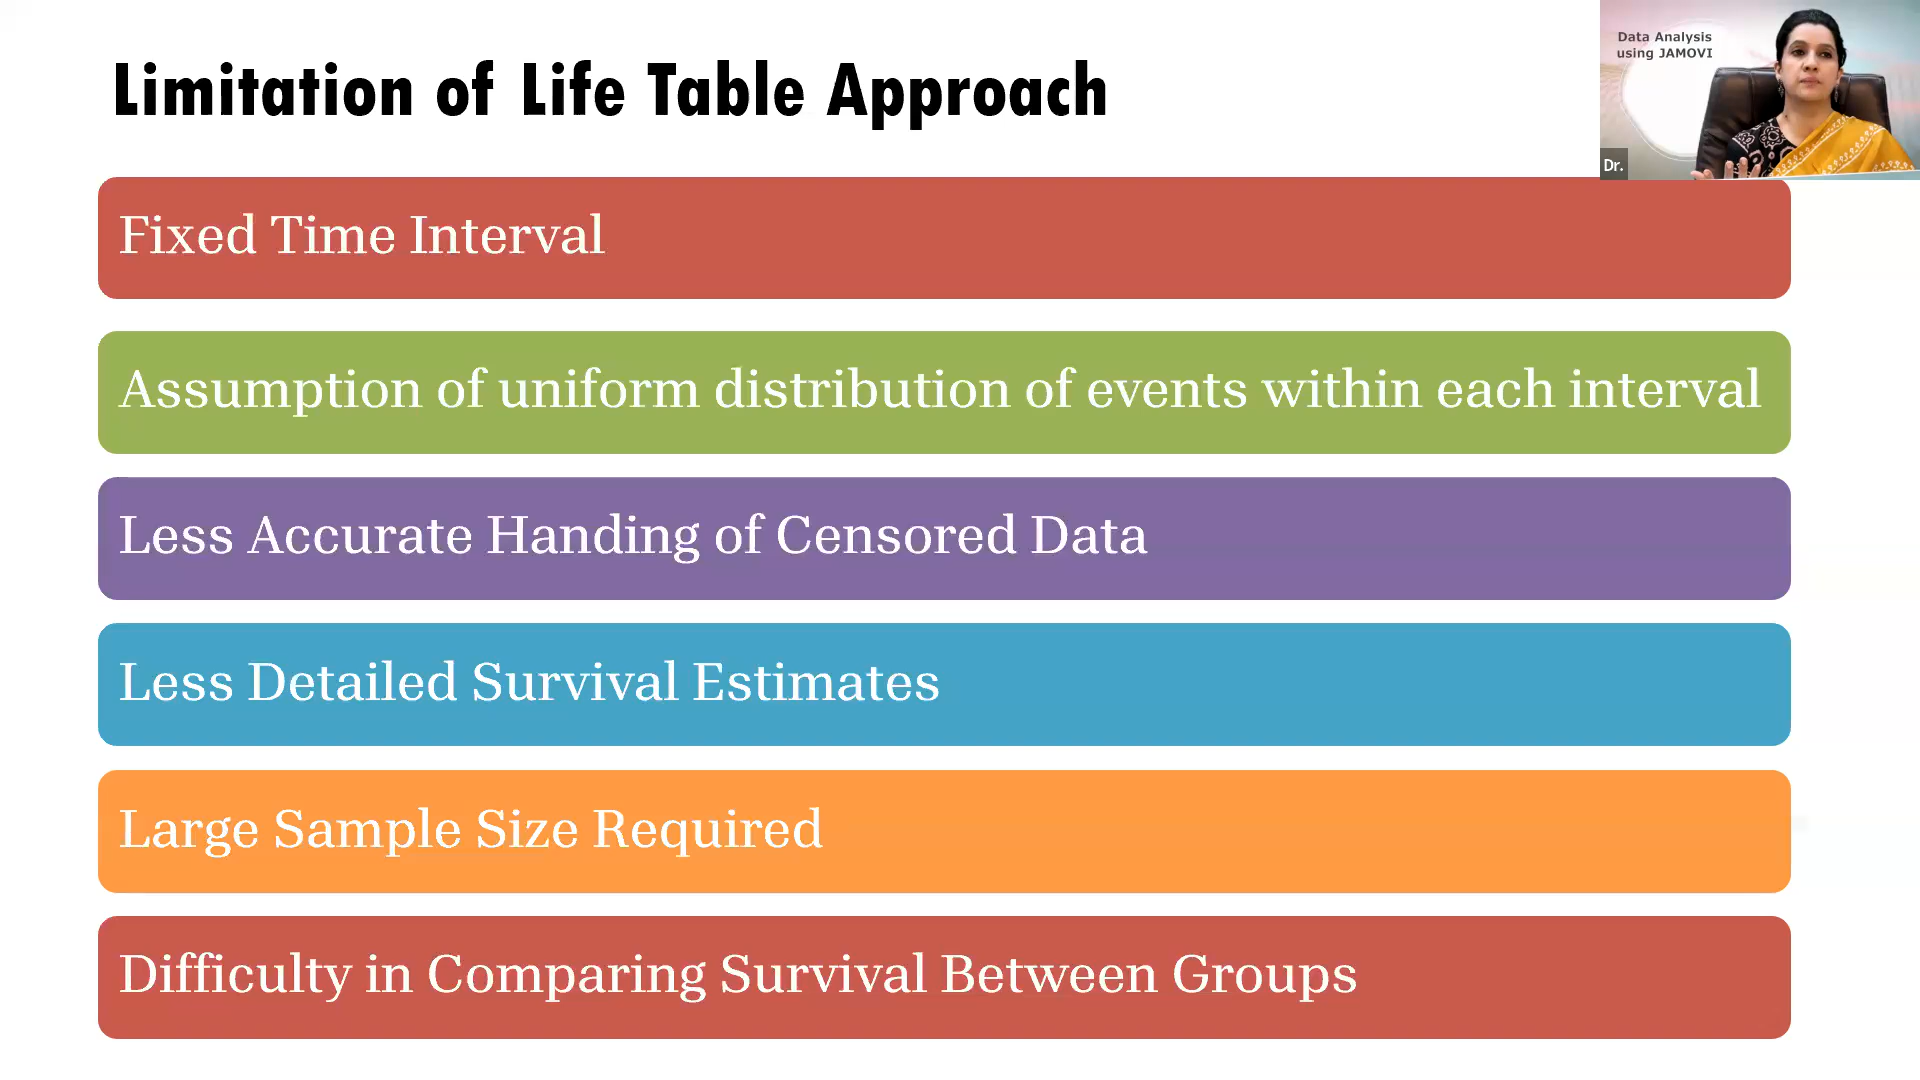 Limitation of Life Table Approach
Data Analysis
using JAMOVI
Dr.
Fixed Time Interval
Assumption of uniform distribution of events within each interval
Less Accurate Handing of Censored Data
Less Detailed Survival Estimates
Large Sample Size Required
Difficulty in Comparing Survival Between Groups